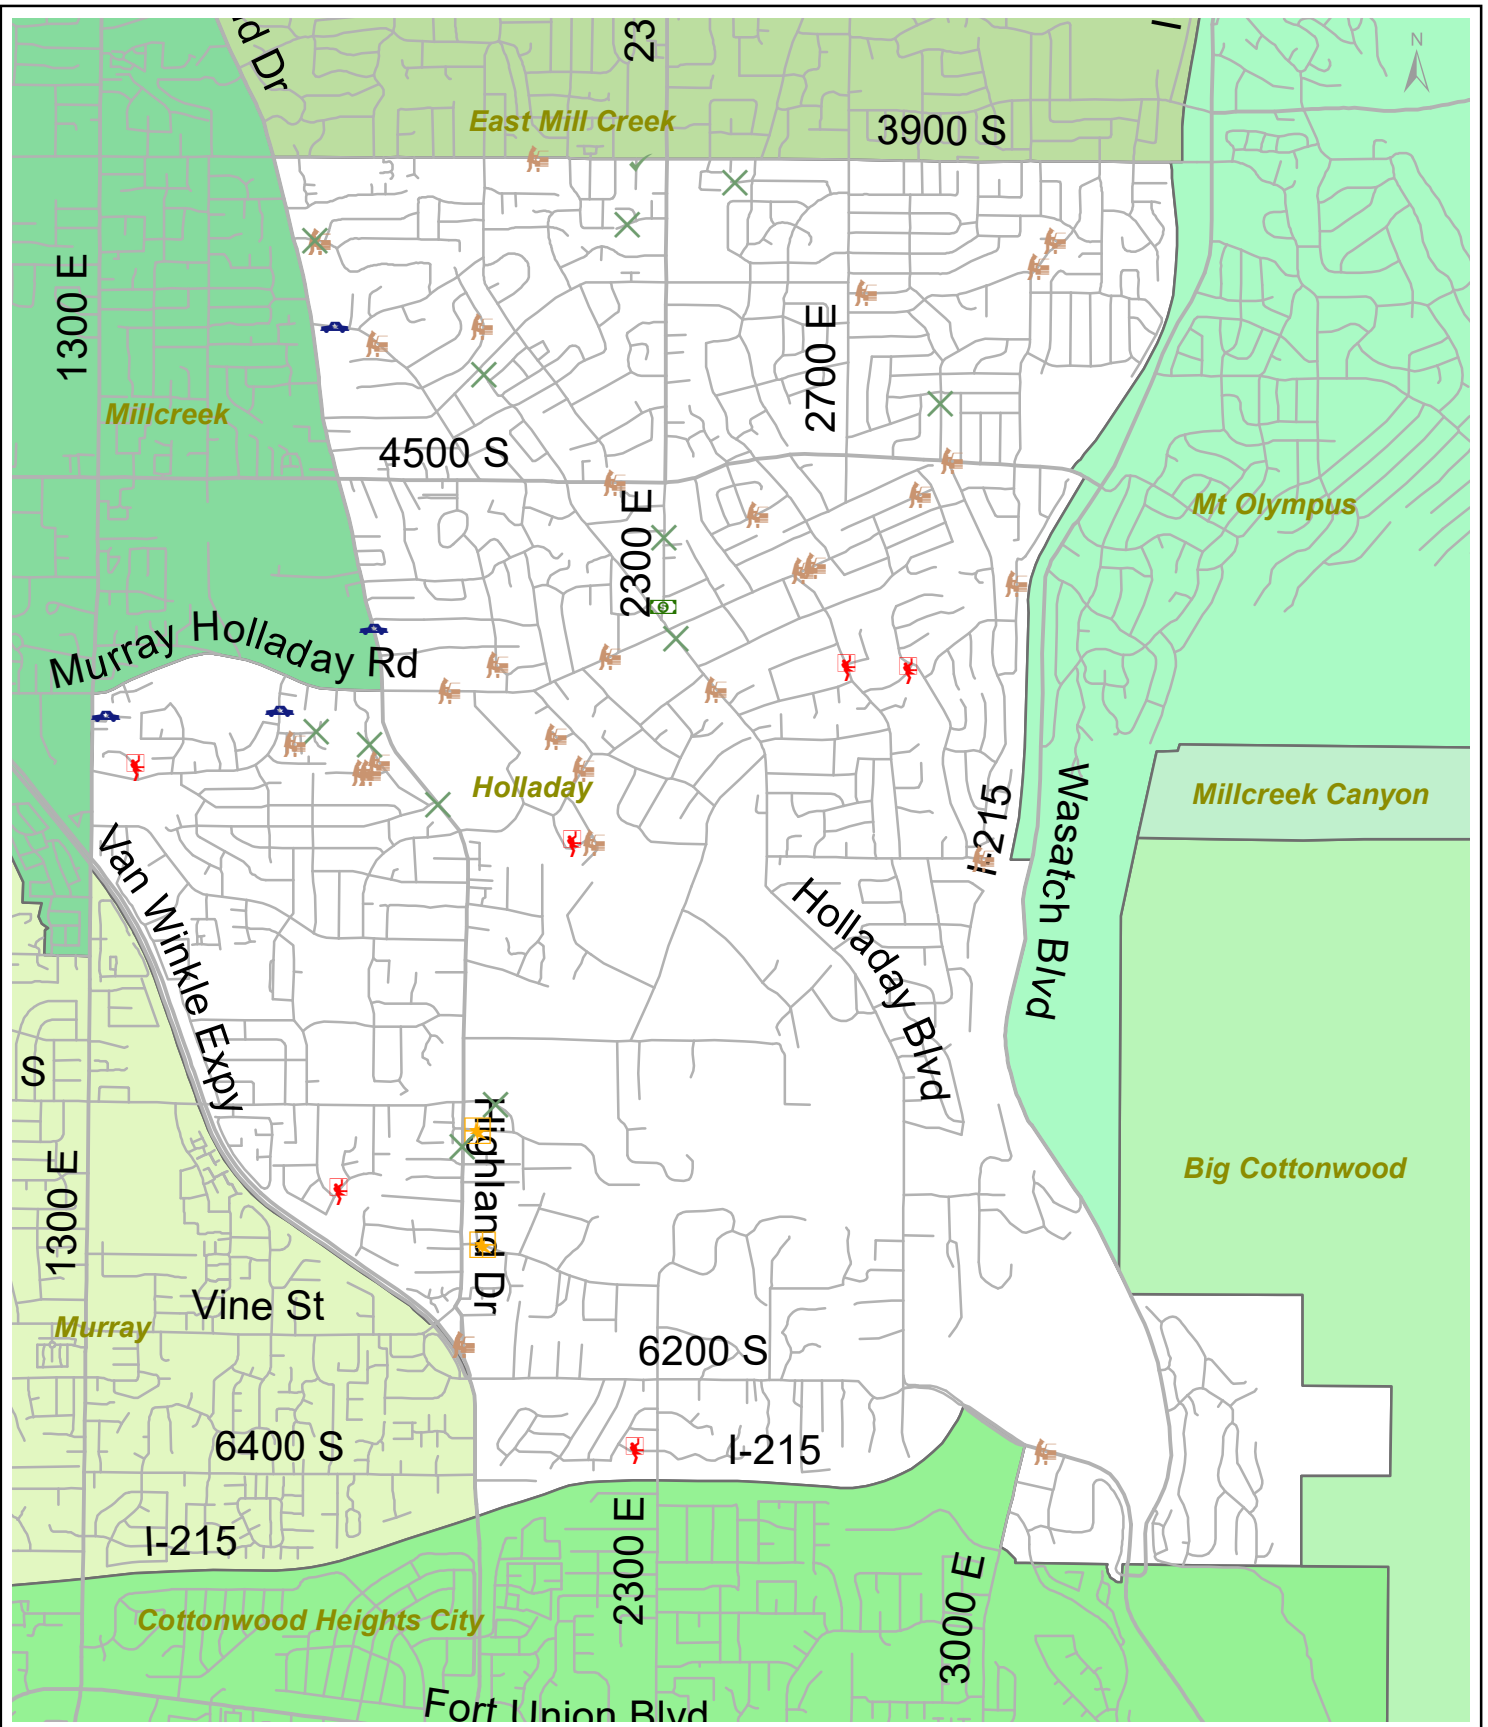 d Dr
23
N
East Mill Creek
3900 S
1300 E
2700 E
Millcreek
4500 S
Mt Olympus
2300 E
Murray Holladay Rd
Holladay
I-215
Wasatch Blvd
Millcreek Canyon
Van Winkle Expy
Holladay Blvd
S
Highland Dr
1300 E
Big Cottonwood
Vine St
Murray
6200 S
6400 S
I-215
I-215
2300 E
3000 E
Cottonwood Heights City
Fort Union Blvd